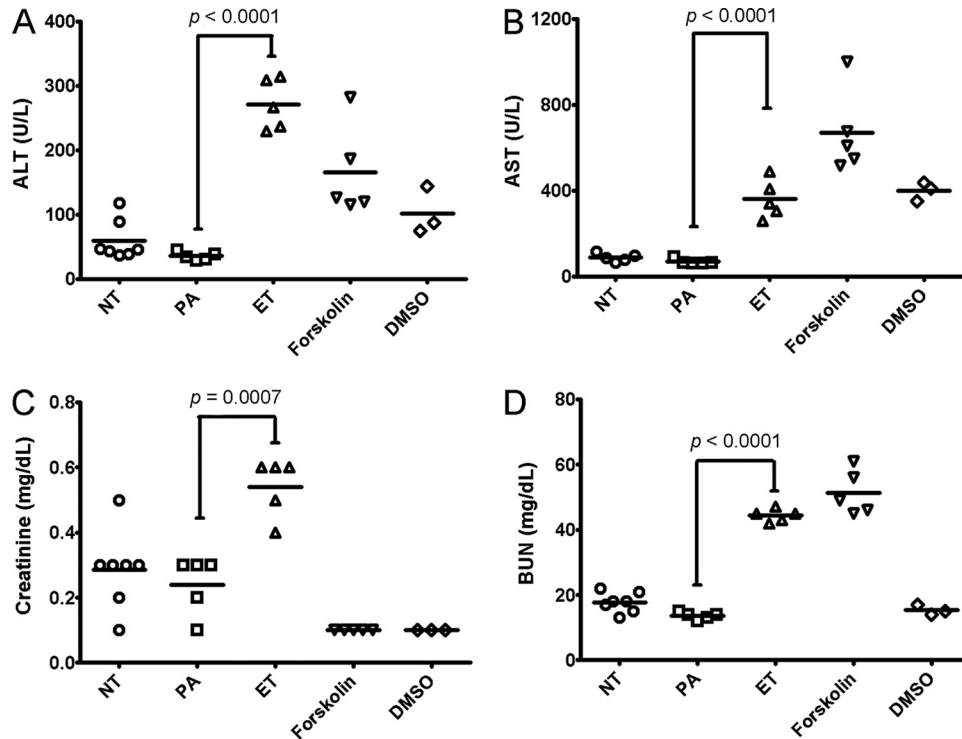 A
p < 0.0001
ALT (U/L)
400
300
200
100
0
NT
PA
ET
Forskolin
DMSO
B
p < 0.0001
AST (U/L)
1200
800
400
0
NT
PA
ET
Forskolin
DMSO
C
p = 0.0007
Creatinine (mg/dL)
0.8
0.6
0.4
0.2
0.0
NT
PA
ET
Forskolin
DMSO
D
p < 0.0001
BUN (mg/dL)
80
60
40
20
0
NT
PA
ET
Forskolin
DMSO